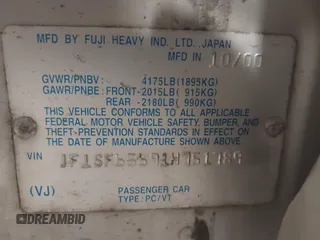 MFD BY FUJI HEAVY IND. LTD. JAPAN
MFD IN 10/00
GVWR/PNBV: 4175LB(1895KG)
GAWR/PNBE:FRONT-2015LB( 915KG)
REAR -2180LB( 990KG)
THIS VEHICLE CONFORMS TO ALL APPLICABLE
FEDERAL MOTOR VEHICLE SAFETY, BUMPER, AND
THEFT-PREVENTION STANDARDS IN EFFECT ON
THE DATE OF MANUFACTURE SHOWN ABOVE
VIN
(VJ) PASSENGER CAR
TYPE:PC/VT
DREAMBID